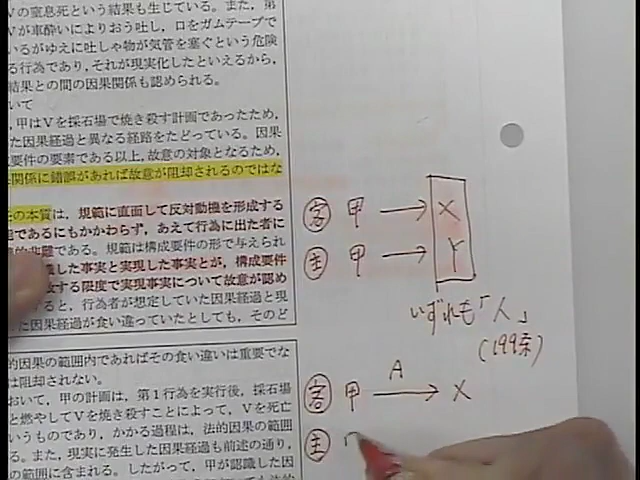 Vの窒息死という結果も生じている。また，第
Vが車酔いによりおう吐し，口をガムテープで
いるがゆえに吐しゃ物が気管を塞ぐという危険
る行為であり，それが現実化したといえるから，
結果との間の因果関係も認められる。
いて
，甲はVを採石場で焼き殺す計画であったため，
た因果経過と異なる経路をたどっている。因果
要件の要素である以上，故意の対象となるため，
関係に錯誤があれば故意が阻却されるのではな
その本質は，規範に直面して反対動機を形成する
であるにもかかわらず，あえて行為に出た者に
である。規範は構成要件の形で与えられ
した事実と実現した事実とが，構成要件
する限度で実現事実について故意が認め
すると，行為者が想定していた因果経過と現
た因果経過が食い違っていたとしても，そのど
的因果の範囲内であればその食い違いは重要でな
は阻却されない。
おいて，甲の計画は，第1行為を実行後，採石場
と燃やしてVを焼き殺すことによって，Vを死亡
いうものであり，かかる過程は，法的因果の範囲
る。また，現実に発生した因果経過も前述の通り，
の範囲に含まれる。したがって，甲が認識した因
客 甲 → X
主 甲 → Y
いずれも「人」
(199条)
客 甲 A → X
主